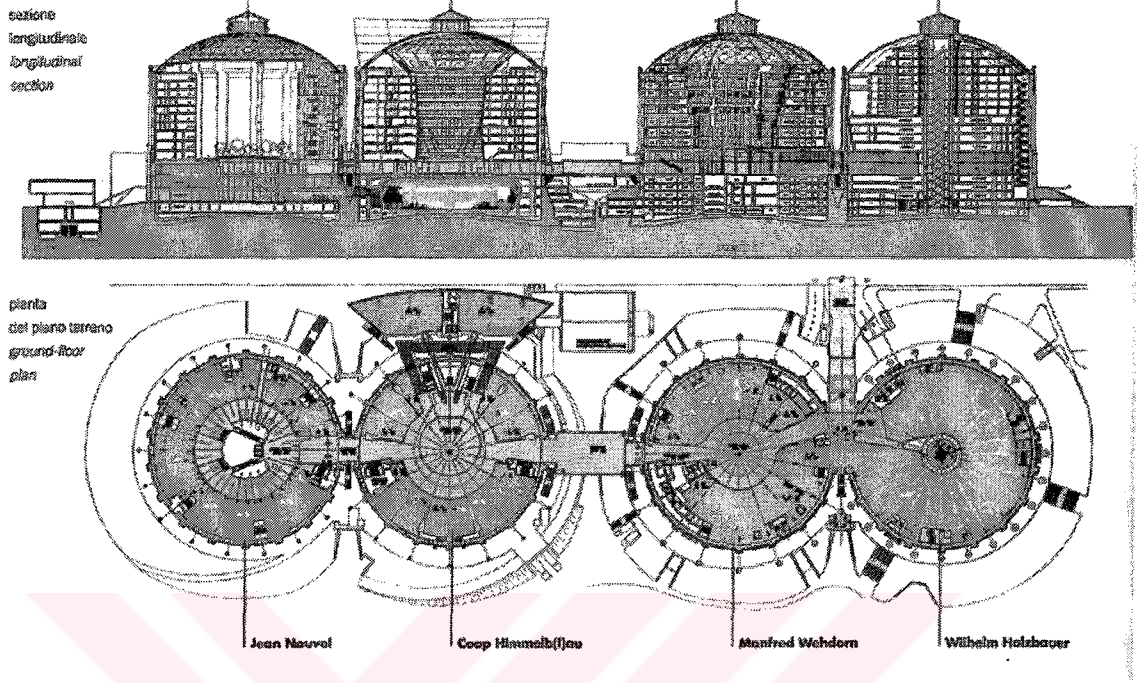 sezione
longitudinale
longitudinal
section
pianta
del piano terreno
ground-floor
plan
Jean Nouvel
Coop Himmelb(l)au
Manfred Wehdorn
Wilhelm Holzbauer